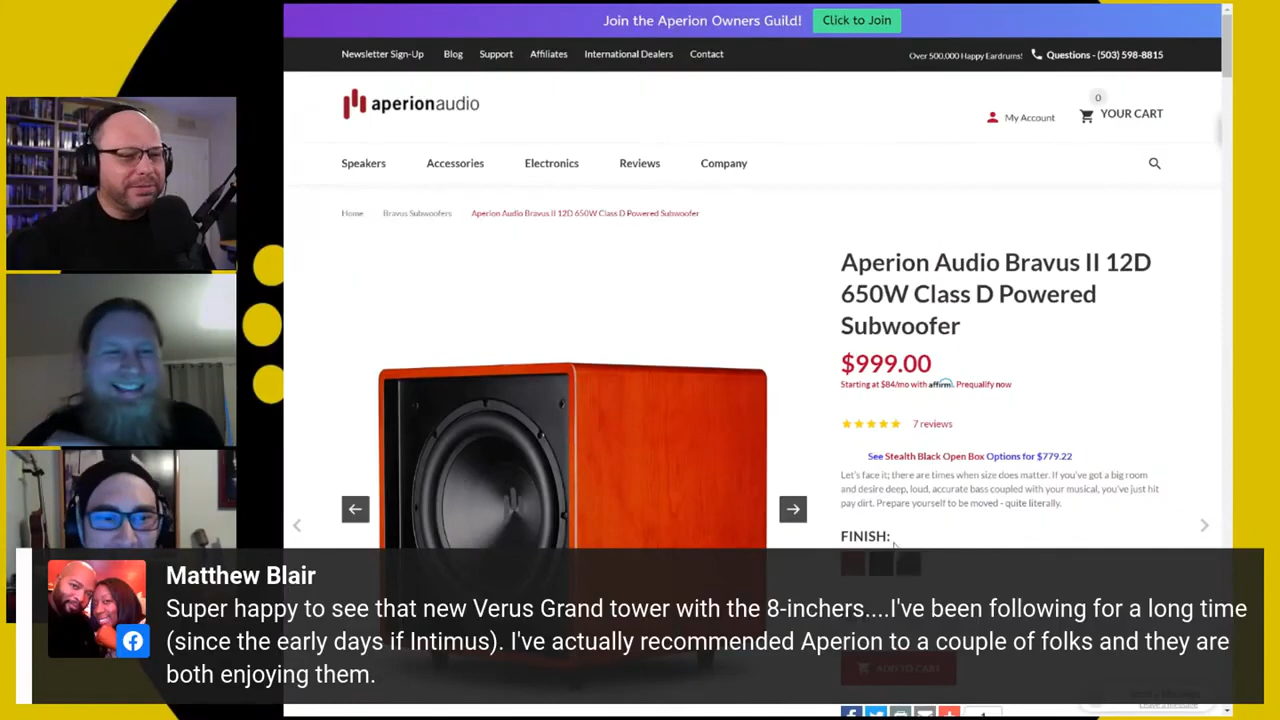 Join the Aperion Owners Guild! Click to Join
Newsletter Sign-Up Blog Support Affiliates International Dealers Contact Over 500,000 Happy Eardrums! Questions - (503) 598-8815
aperionaudio
0
My Account YOUR CART
Speakers Accessories Electronics Reviews Company
Home Bravus Subwoofers Aperion Audio Bravus II 12D 650W Class D Powered Subwoofer
Aperion Audio Bravus II 12D
650W Class D Powered
Subwoofer
$999.00
Starting at $84/mo with affirm. Prequalify now
7 reviews
See Stealth Black Open Box Options for $779.22
Let's face it; there are times when size does matter. If you've got a big room
and desire deep, loud, accurate bass coupled with your musical, you've just hit
pay dirt. Prepare yourself to be moved - quite literally.
FINISH:
Matthew Blair
Super happy to see that new Verus Grand tower with the 8-inchers....I've been following for a long time
(since the early days if Intimus). I've actually recommended Aperion to a couple of folks and they are
both enjoying them.
ADD TO CART
Leave a message
1